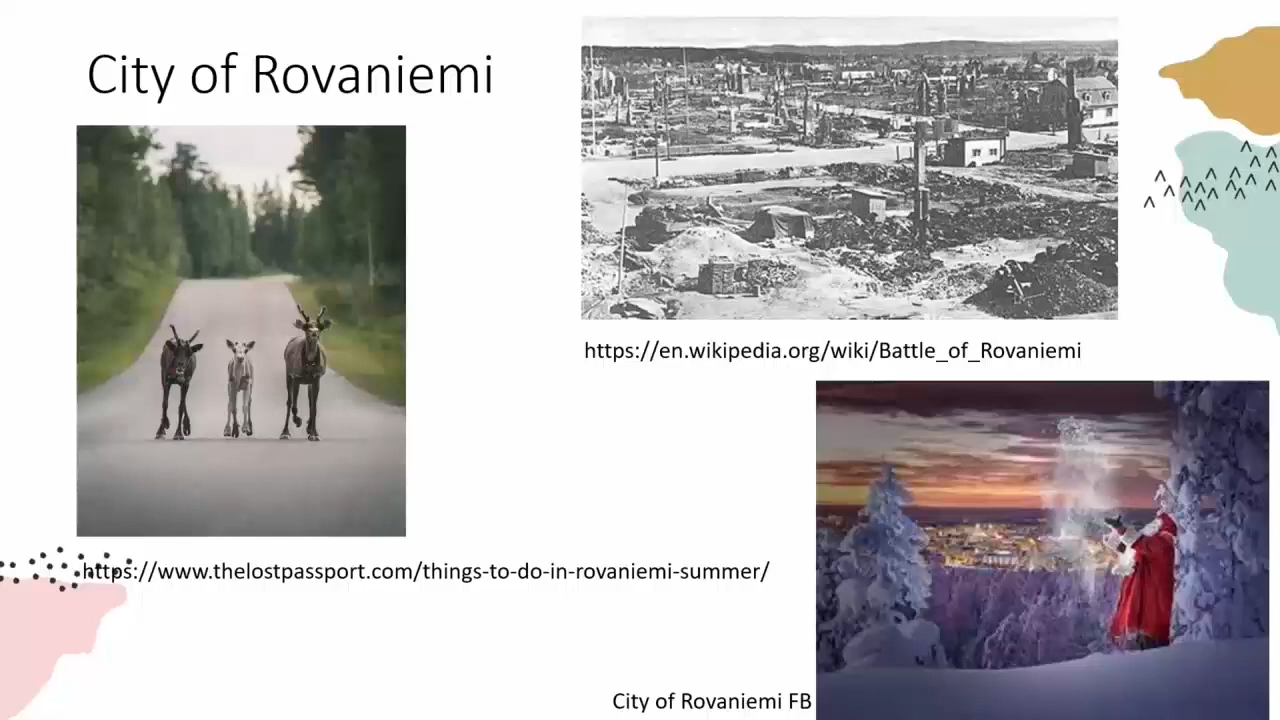 City of Rovaniemi
https://en.wikipedia.org/wiki/Battle_of_Rovaniemi
https://www.thelostpassport.com/things-to-do-in-rovaniemi-summer/
City of Rovaniemi FB